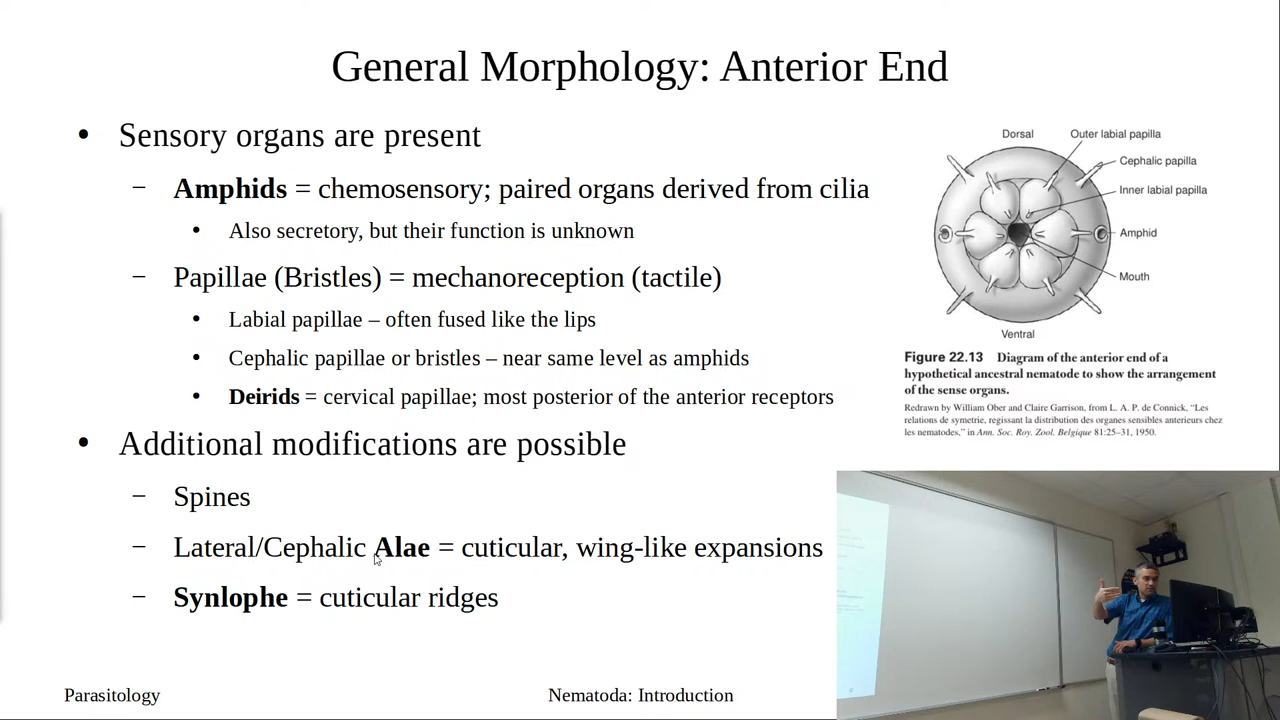 General Morphology: Anterior End
• Sensory organs are present
– Amphids = chemosensory; paired organs derived from cilia
• Also secretory, but their function is unknown
– Papillae (Bristles) = mechanoreception (tactile)
• Labial papillae – often fused like the lips
• Cephalic papillae or bristles – near same level as amphids
• Deirids = cervical papillae; most posterior of the anterior receptors
• Additional modifications are possible
– Spines
– Lateral/Cephalic Alae = cuticular, wing-like expansions
– Synlophe = cuticular ridges
Dorsal
Outer labial papilla
Cephalic papilla
Inner labial papilla
Amphid
Mouth
Ventral
Figure 22.13 Diagram of the anterior end of a
hypothetical ancestral nematode to show the arrangement
of the sense organs.
Redrawn by William Ober and Claire Garrison, from L. A. P. de Connick, “Les
relations de symetrie, regissant la distribution des organes sensibles anterieurs chez
les nematodes,” in Ann. Soc. Roy. Zool. Belgique 81:25–31, 1950.
Parasitology
Nematoda: Introduction